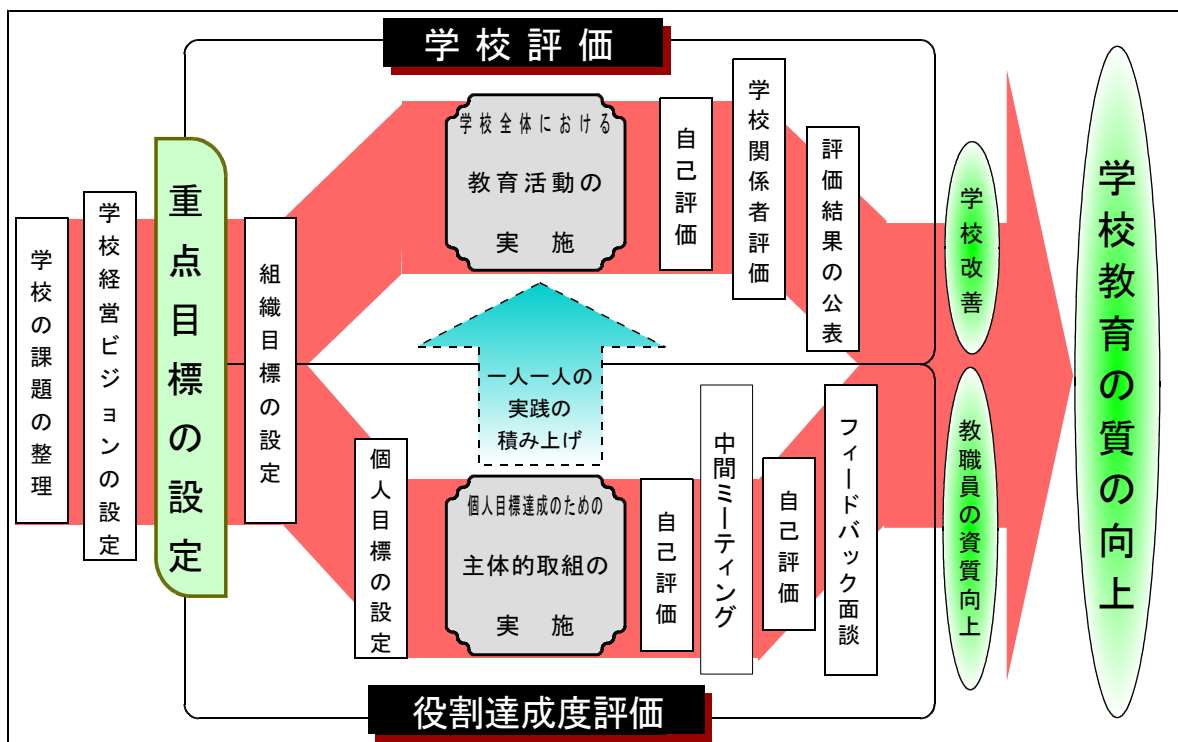 学校評価
学校の課題の整理
学校経営ビジョンの設定
重点目標の設定
組織目標の設定
学校全体における
教育活動の
実施
自己評価
学校関係者評価
評価結果の公表
一人一人の
実践の
積み上げ
個人目標の設定
個人目標達成のための
主体的取組の
実施
自己評価
中間ミーティング
自己評価
フィードバック面談
学校改善
教職員の資質向上
学校教育の質の向上
役割達成度評価